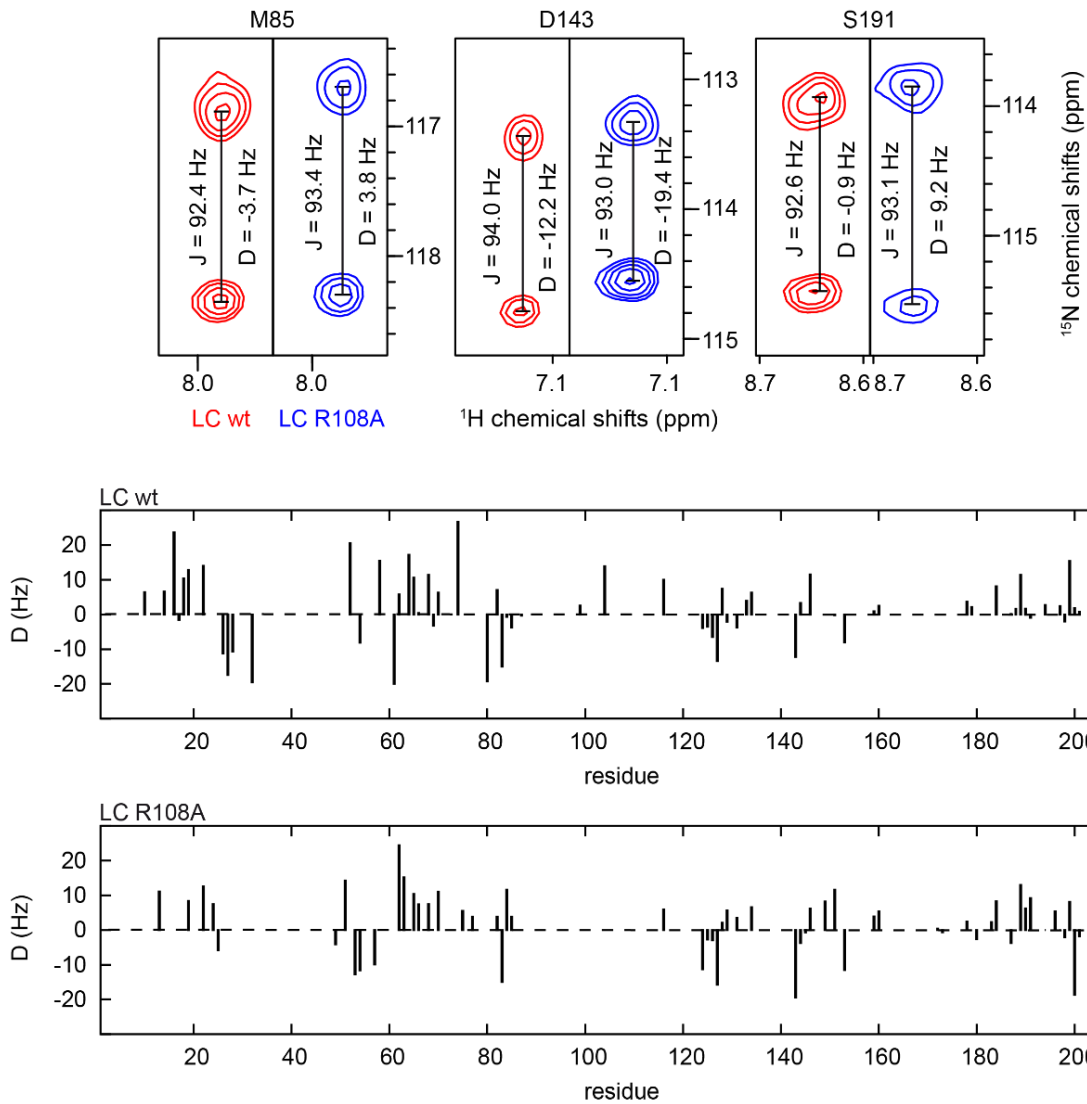 M85 D143 S191
J = 92.4 Hz
D = -3.7 Hz
J = 93.4 Hz
D = 3.8 Hz
117
118
J = 94.0 Hz
D = -12.2 Hz
J = 93.0 Hz
D = -19.4 Hz
113
114
115
J = 92.6 Hz
D = -0.9 Hz
J = 93.1 Hz
D = 9.2 Hz
114
115
¹⁵N chemical shifts (ppm)
8.0 8.0 7.1 7.1 8.7 8.6 8.7 8.6
LC wt LC R108A ¹H chemical shifts (ppm)
LC wt
D (Hz)
20
10
0
-10
-20
20 40 60 80 100 120 140 160 180 200
residue
LC R108A
D (Hz)
20
10
0
-10
-20
20 40 60 80 100 120 140 160 180 200
residue